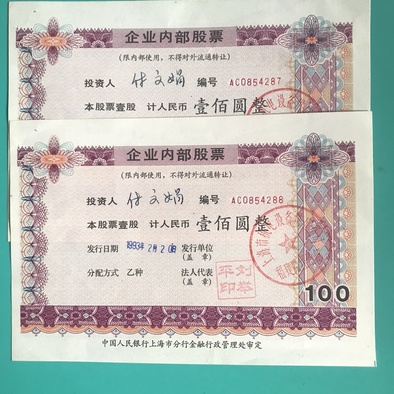 企业内部股票
(限内部使用，不得对外流通转让)
投资人 付文娟 编号 AC0854287
本股票壹股 计人民币 壹佰圆整
企业内部股票
(限内部使用，不得对外流通转让)
投资人 付文娟 编号 AC0854288
本股票壹股 计人民币 壹佰圆整
发行日期 1993年2月20日 发行单位
(盖 章)
分配方式 乙种 法人代表
(盖 章)
100
中国人民银行上海市分行金融行政管理处审定